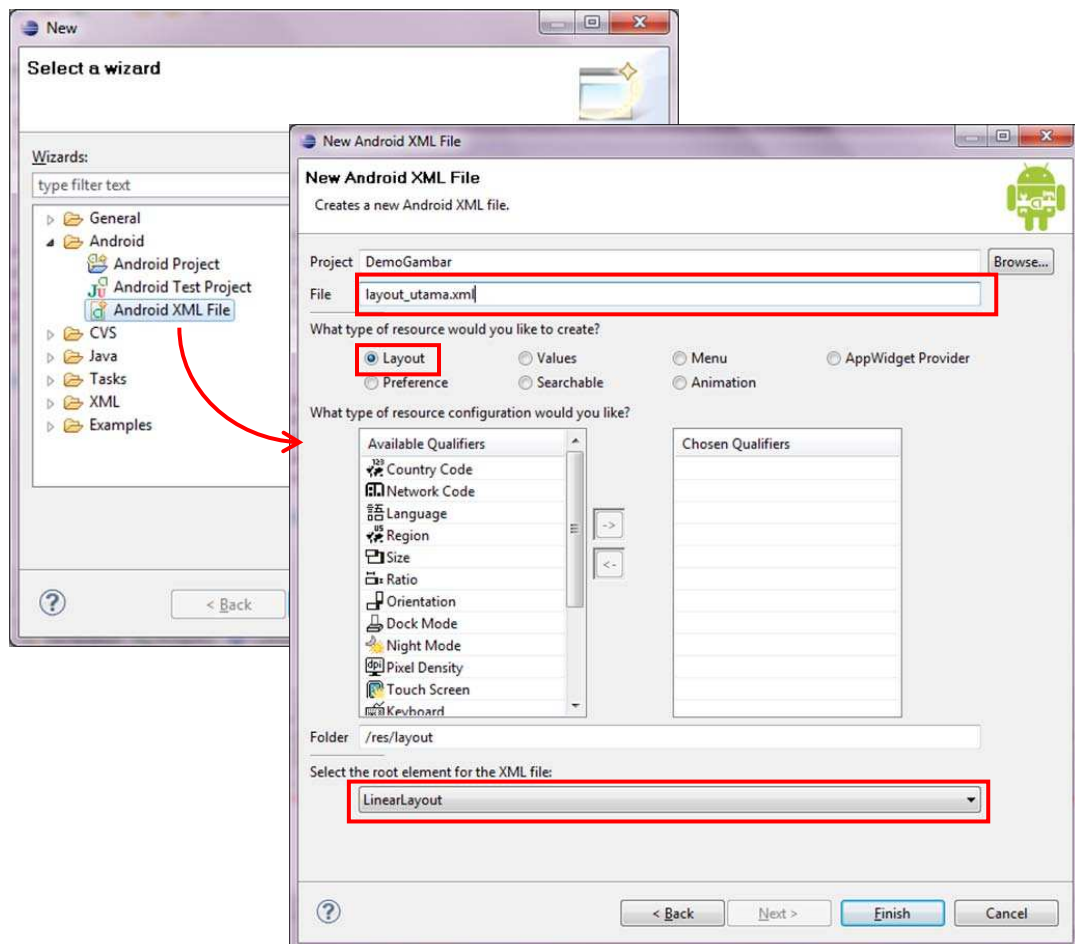 New
Select a wizard
Wizards:
type filter text
General
Android
Android Project
Android Test Project
Android XML File
CVS
Java
Tasks
XML
Examples
< Back
New Android XML File
New Android XML File
Creates a new Android XML file.
Project DemoGambar Browse...
File layout_utama.xml
What type of resource would you like to create?
Layout Values Menu AppWidget Provider
Preference Searchable Animation
What type of resource configuration would you like?
Available Qualifiers Chosen Qualifiers
Country Code
Network Code
Language
Region
Size
Ratio
Orientation
Dock Mode
Night Mode
Pixel Density
Touch Screen
Keyboard
-> 
<-
Folder /res/layout
Select the root element for the XML file:
LinearLayout
< Back Next > Finish Cancel